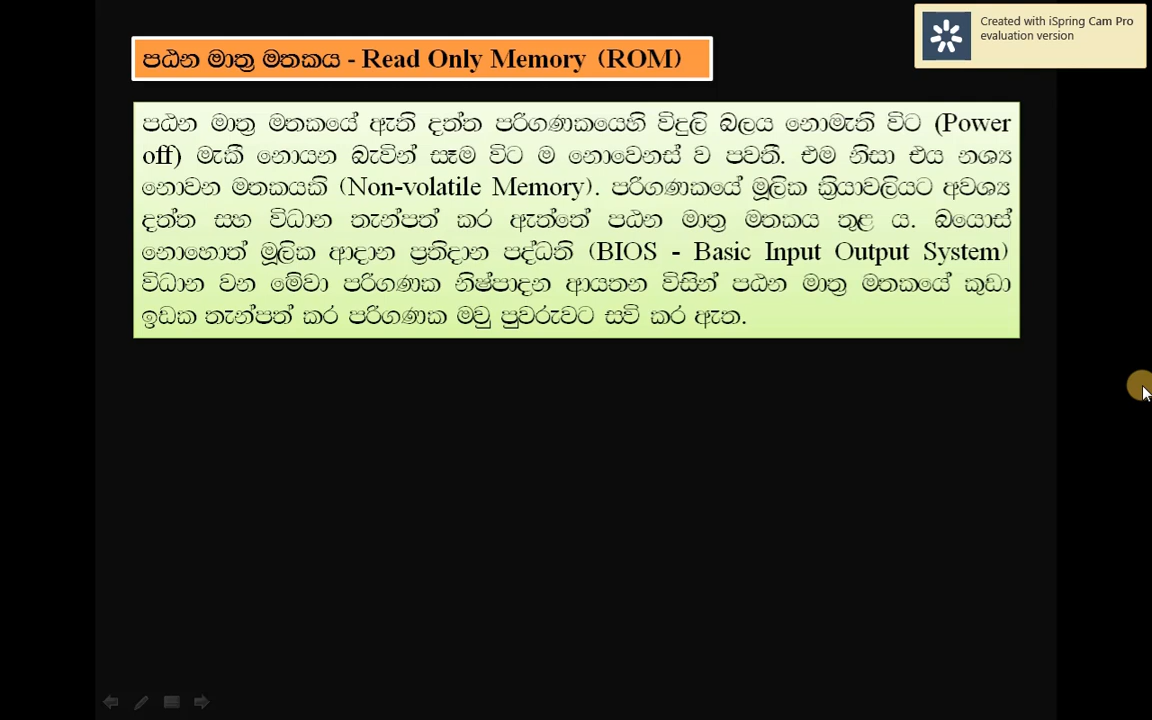 Created with iSpring Cam Pro
evaluation version
පඨන මාත්‍ර මතකය - Read Only Memory (ROM)
පඨන මාත්‍ර මතකයේ ඇති දත්ත පරිගණකයෙහි විදුලි බලය නොමැති විට (Power
off) මැකී නොයන බැවින් සෑම විට ම නොවෙනස් ව පවතී. එම නිසා එය නශ්‍ය
නොවන මතකයකි (Non-volatile Memory). පරිගණකයේ මූලික ක්‍රියාවලියට අවශ්‍ය
දත්ත සහ විධාන තැන්පත් කර ඇත්තේ පඨන මාත්‍ර මතකය තුළ ය. බයොස්
නොහොත් මූලික ආදාන ප්‍රතිදාන පද්ධති (BIOS - Basic Input Output System)
විධාන වන මේවා පරිගණක නිෂ්පාදන ආයතන විසින් පඨන මාත්‍ර මතකයේ කුඩා
ඉඩක තැන්පත් කර පරිගණක මවු පුවරුවට සවි කර ඇත.